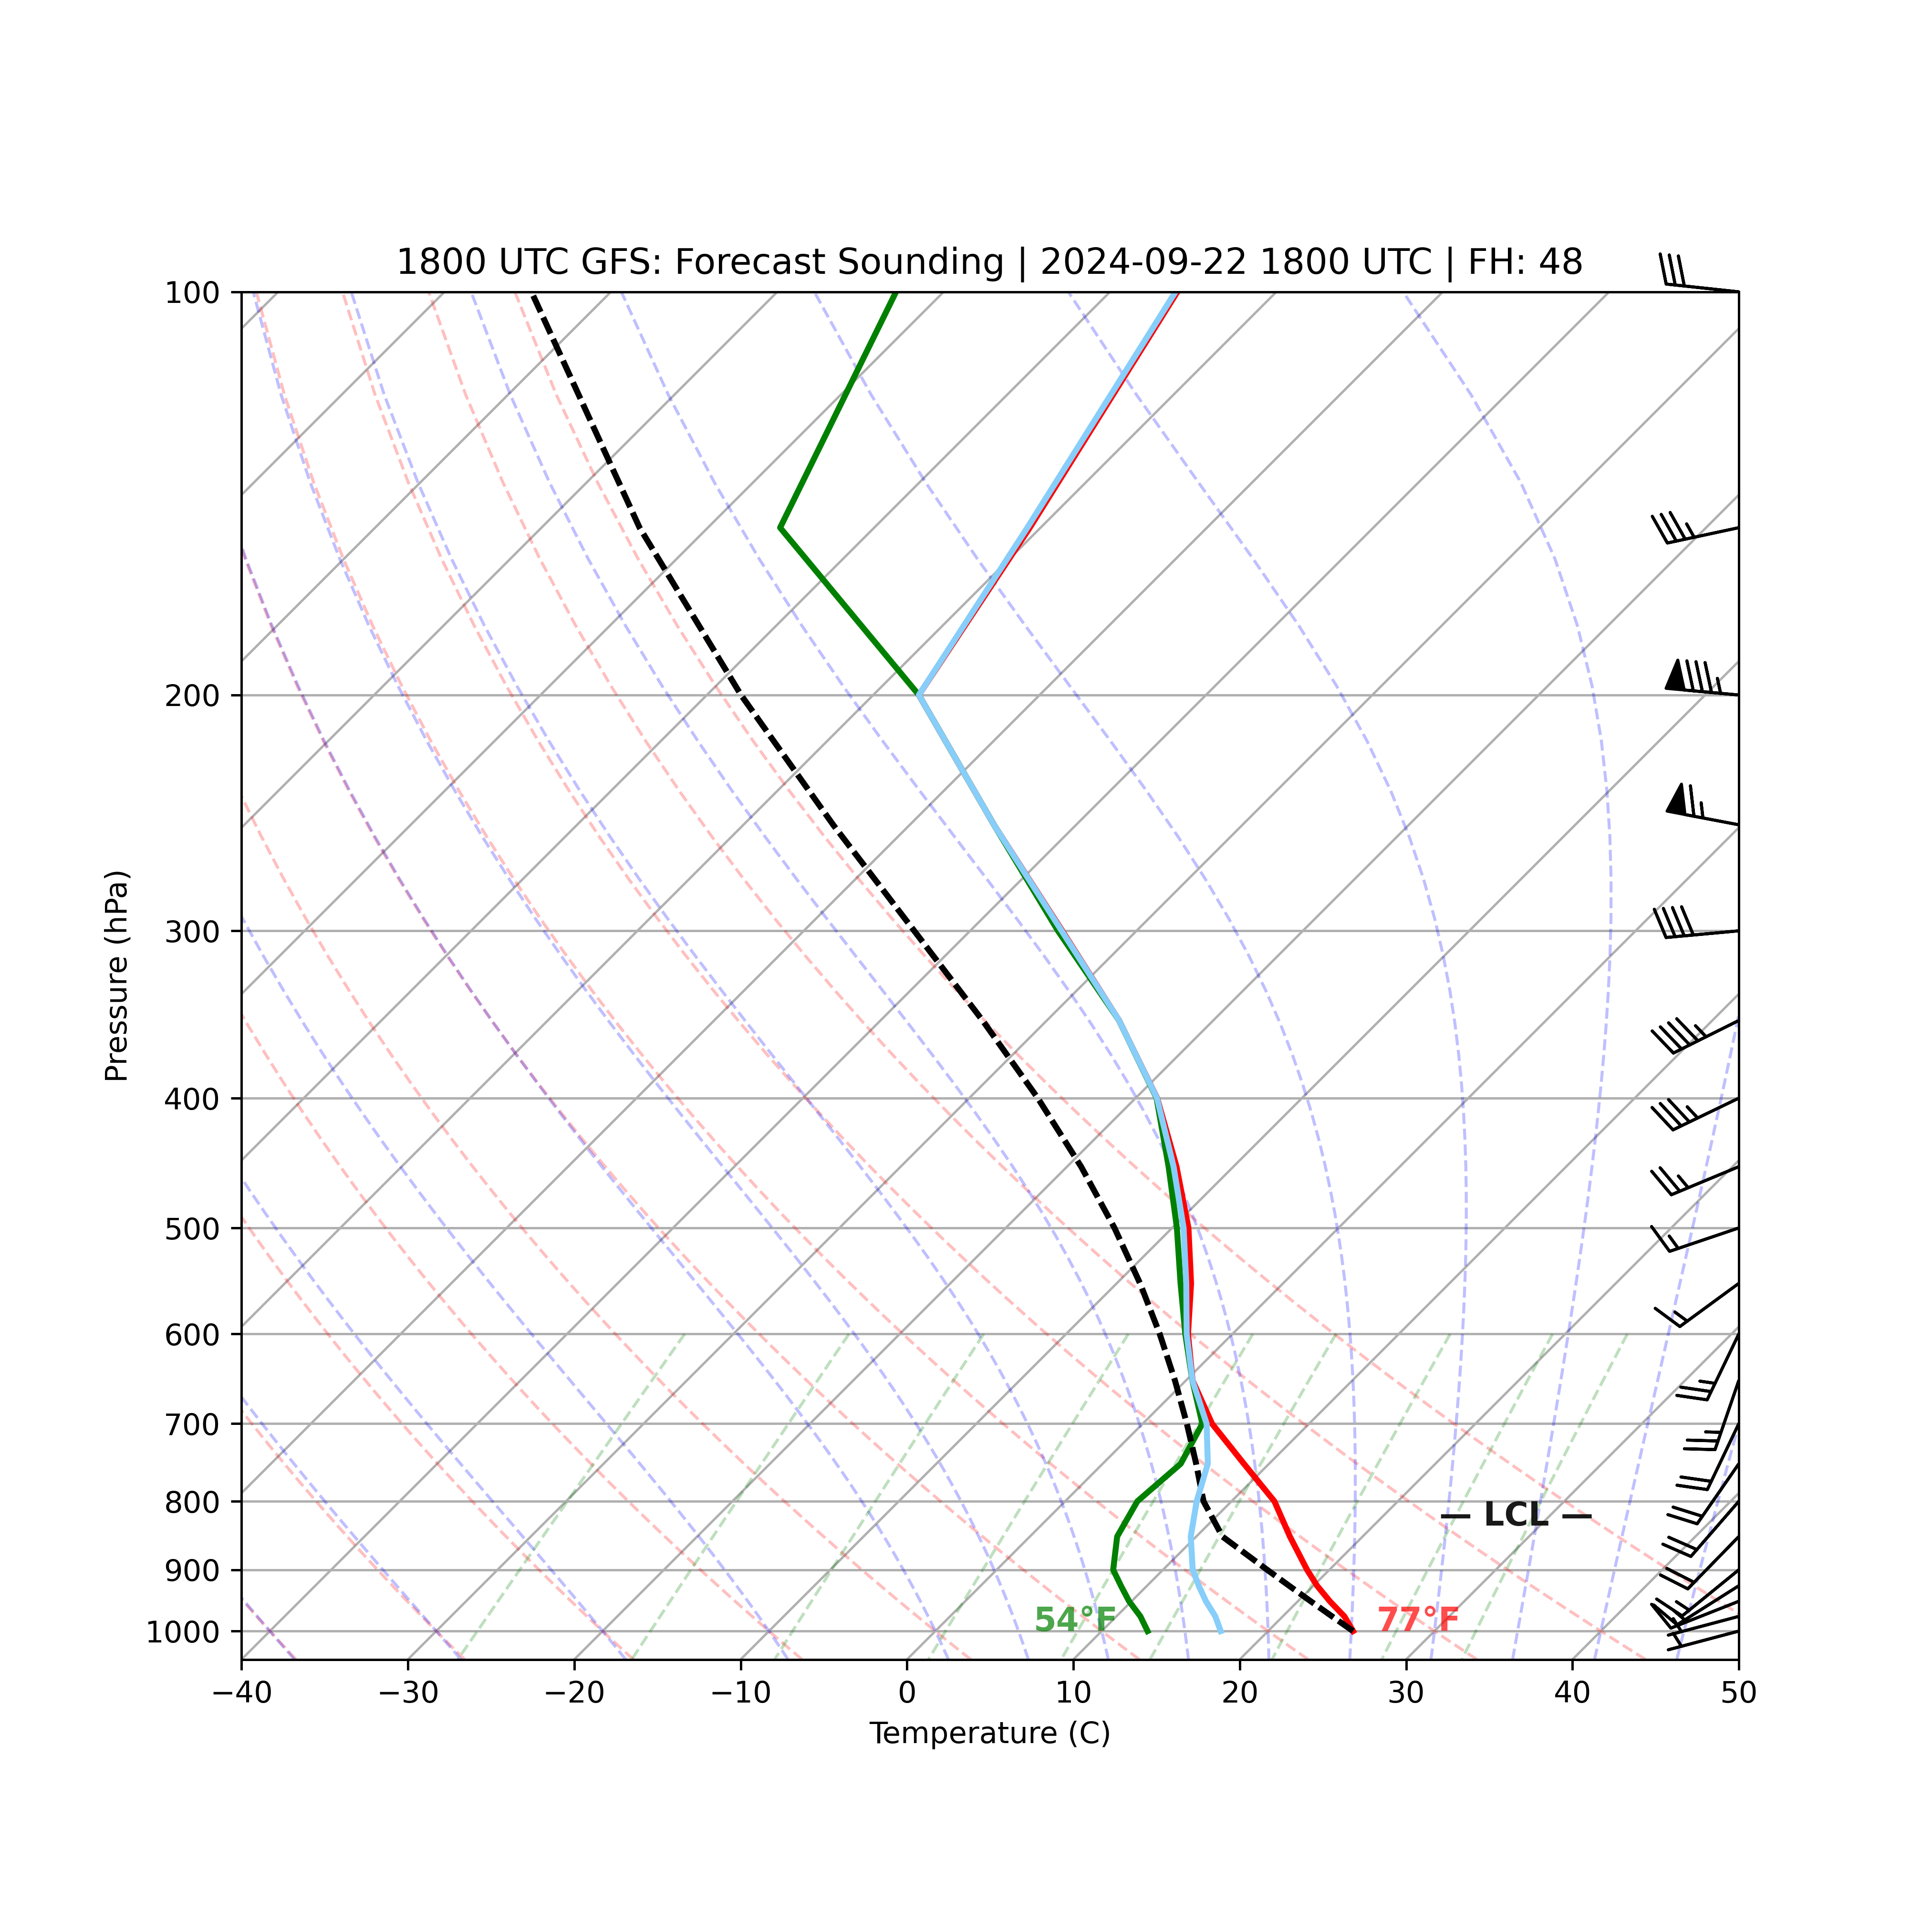 1800 UTC GFS: Forecast Sounding | 2024-09-22 1800 UTC | FH: 48
100
200
300
400
500
600
700
800
900
1000
Pressure (hPa)
— LCL —
54°F
77°F
−40 −30 −20 −10 0 10 20 30 40 50
Temperature (C)